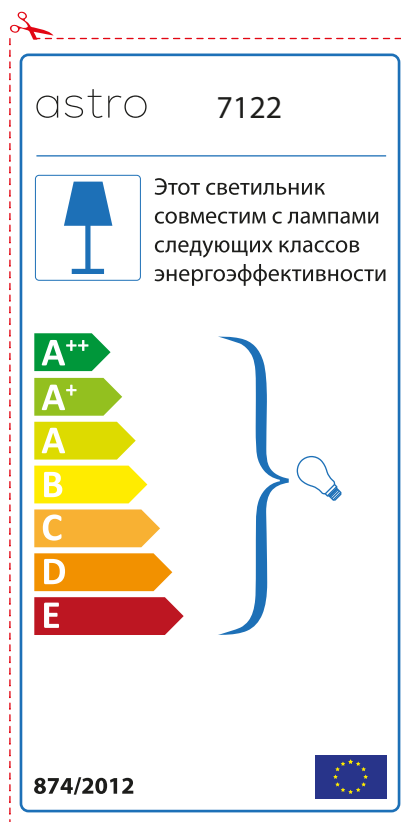 astro 7122
Этот светильник
совместим с лампами
следующих классов
энергоэффективности
A++
A+
A
B
C
D
E
874/2012